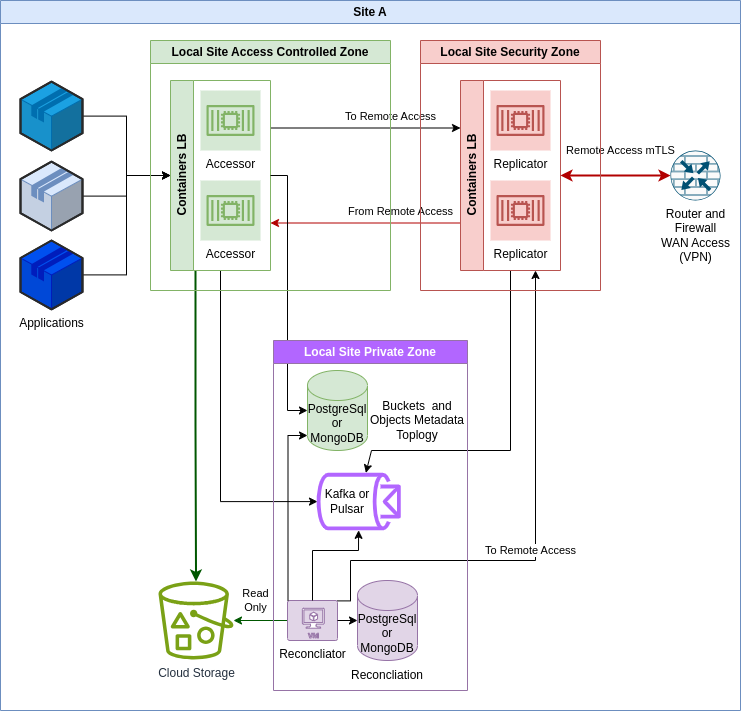 Site A
Local Site Access Controlled Zone
Local Site Security Zone
Containers LB
Accessor
Accessor
To Remote Access
From Remote Access
Containers LB
Replicator
Replicator
Remote Access mTLS
Router and
Firewall
WAN Access
(VPN)
Applications
Local Site Private Zone
PostgreSql
or
MongoDB
Buckets and
Objects Metadata
Toplogy
Kafka or
Pulsar
To Remote Access
Read
Only
Cloud Storage
VM
Reconcliator
PostgreSql
or
MongoDB
Reconcliation